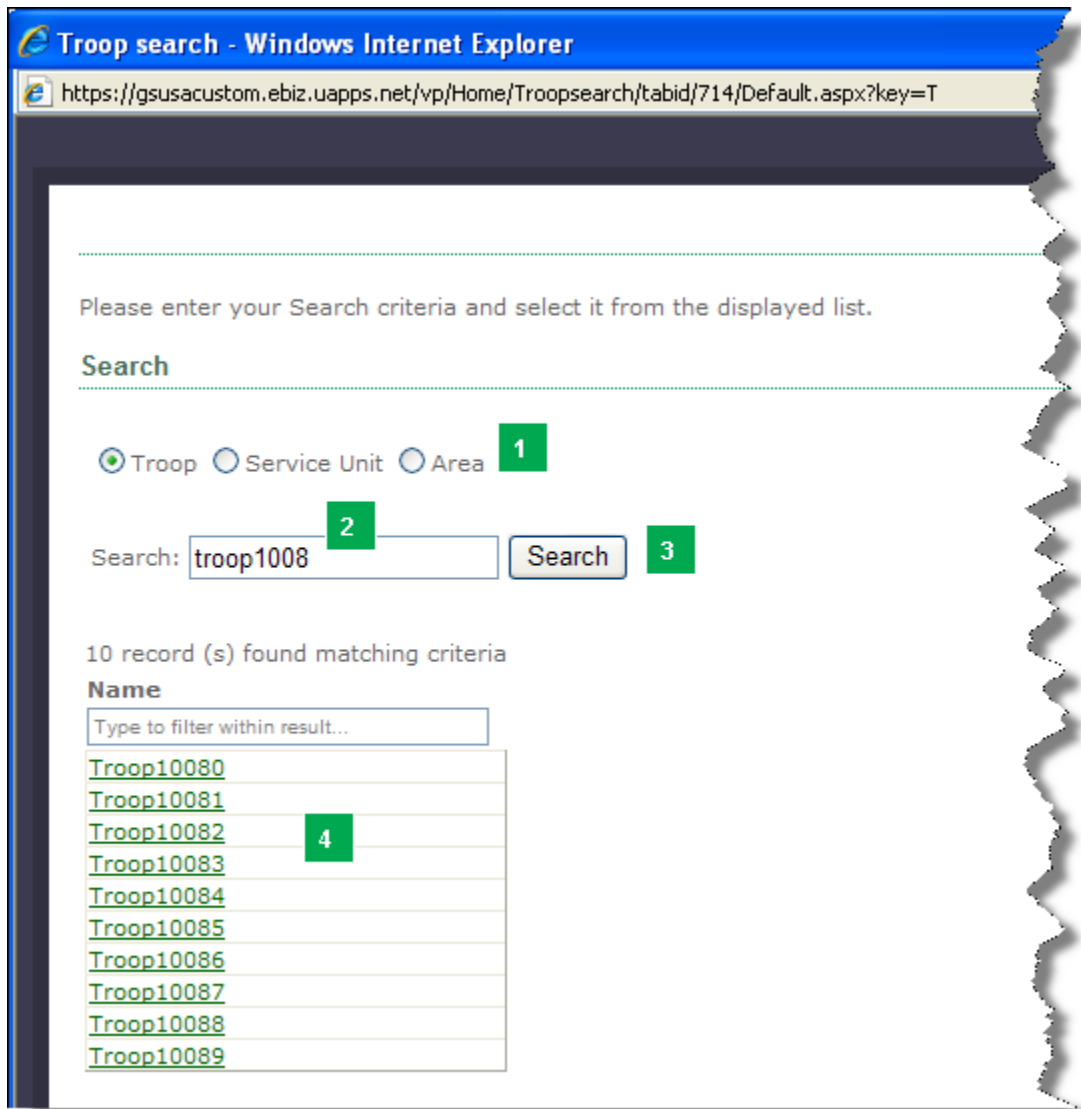 Troop search - Windows Internet Explorer
https://gsusacustom.ebiz.uapps.net/vp/Home/Troopsearch/tabid/714/Default.aspx?key=T
Please enter your Search criteria and select it from the displayed list.
Search
Troop Service Unit Area 1
2
Search: troop1008 Search 3
10 record (s) found matching criteria
Name
Type to filter within result...
Troop10080
Troop10081
Troop10082
4
Troop10083
Troop10084
Troop10085
Troop10086
Troop10087
Troop10088
Troop10089